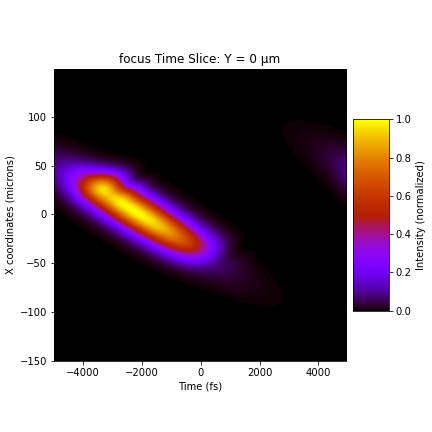 focus Time Slice: Y = 0 μm
X coordinates (microns)
100
50
0
−50
−100
−150
−4000 −2000 0 2000 4000
Time (fs)
1.0
0.8
0.6
0.4
0.2
0.0
Intensity (normalized)